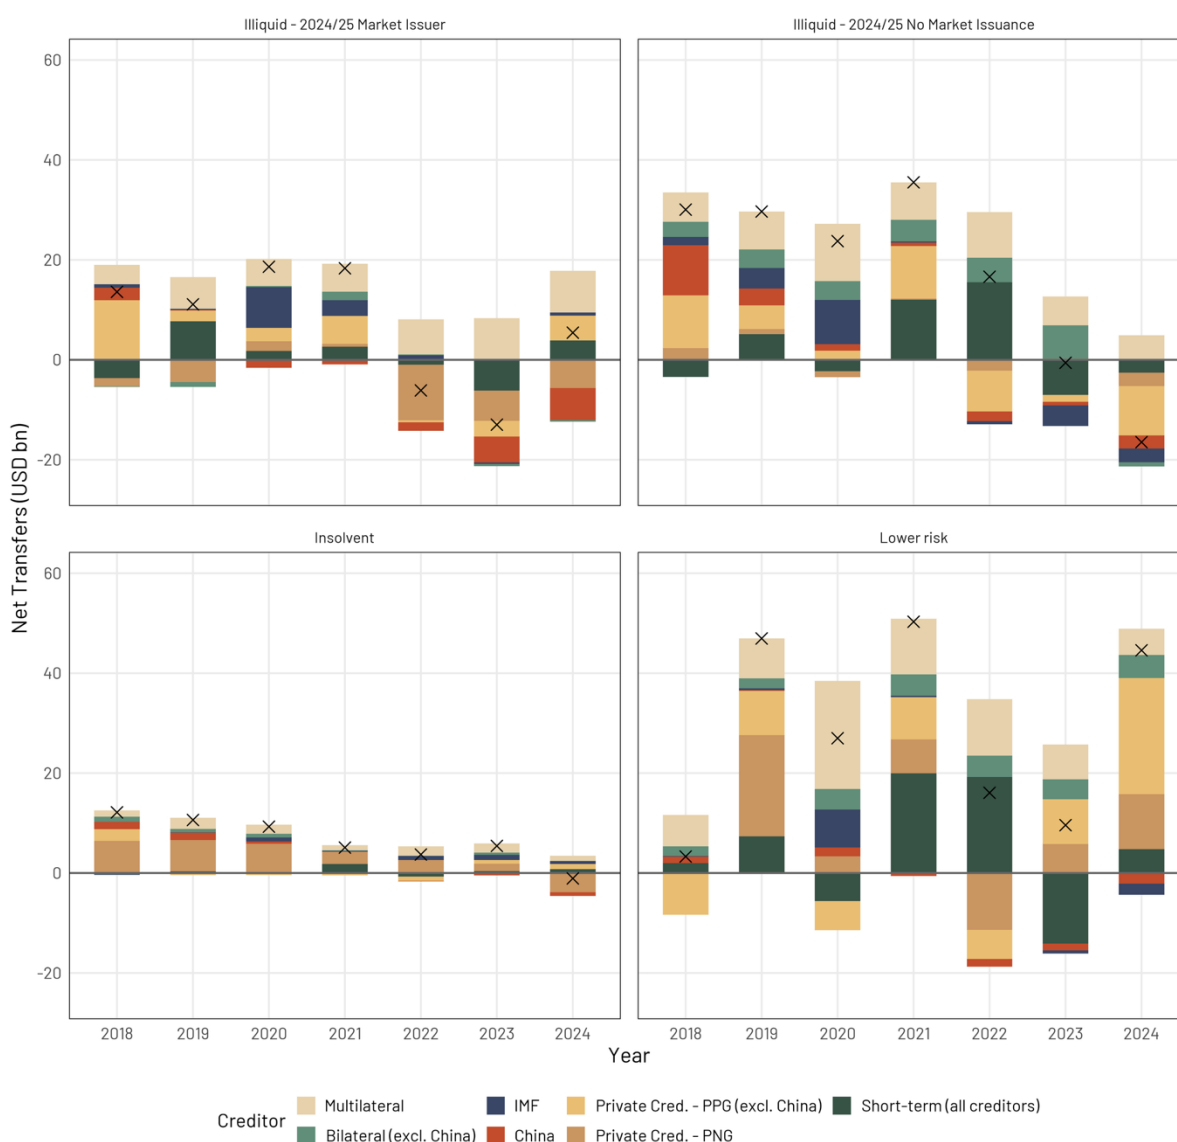 Illiquid - 2024/25 Market Issuer
Illiquid - 2024/25 No Market Issuance
60
40
20
0
-20
Insolvent
Lower risk
60
40
20
0
-20
Net Transfers (USD bn)
2018 2019 2020 2021 2022 2023 2024
2018 2019 2020 2021 2022 2023 2024
Year
Creditor
Multilateral
IMF
Private Cred. - PPG (excl. China)
Short-term (all creditors)
Bilateral (excl. China)
China
Private Cred. - PNG